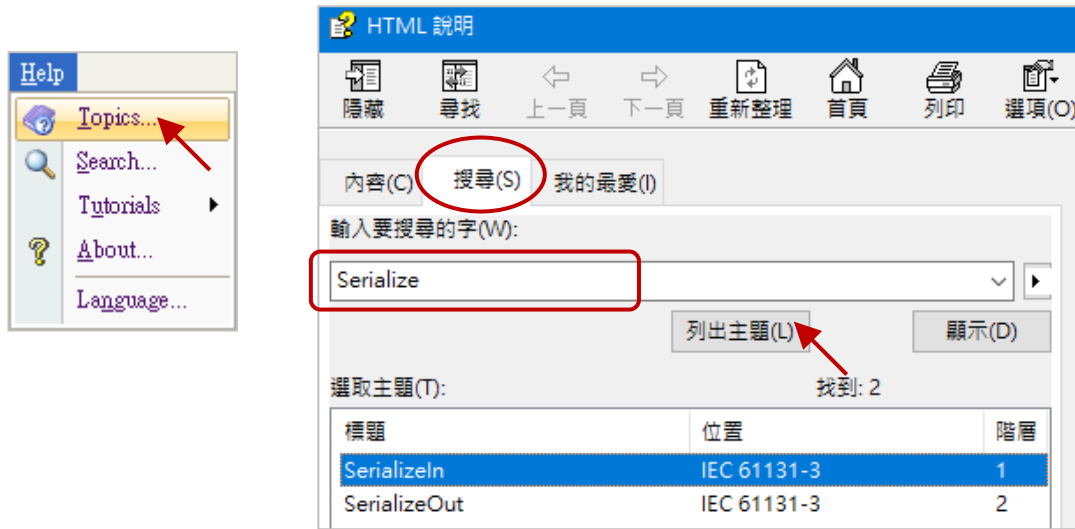 Help
Topics...
Search...
Tutorials
About...
Language...
HTML 說明
隱藏 尋找 上一頁 下一頁 重新整理 首頁 列印 選項(O)
內容(C) 搜尋(S) 我的最愛(I)
輸入要搜尋的字(W):
Serialize
列出主題(L) 顯示(D)
選取主題(T): 找到: 2
標題 位置 階層
SerializeIn IEC 61131-3 1
SerializeOut IEC 61131-3 2